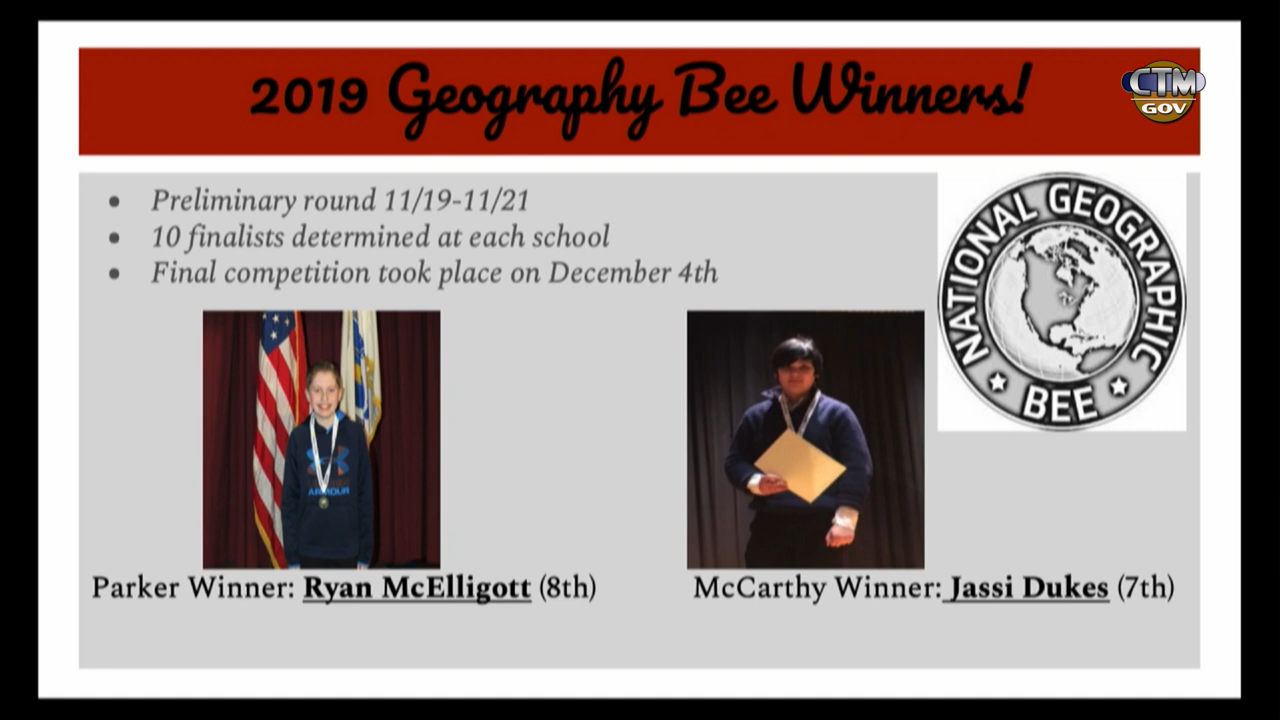 2019 Geography Bee Winners!
CTM
GOV
Preliminary round 11/19-11/21
10 finalists determined at each school
Final competition took place on December 4th
NATIONAL GEOGRAPHIC
BEE
ARMOUR
Parker Winner: Ryan McElligott (8th)
McCarthy Winner: Jassi Dukes (7th)